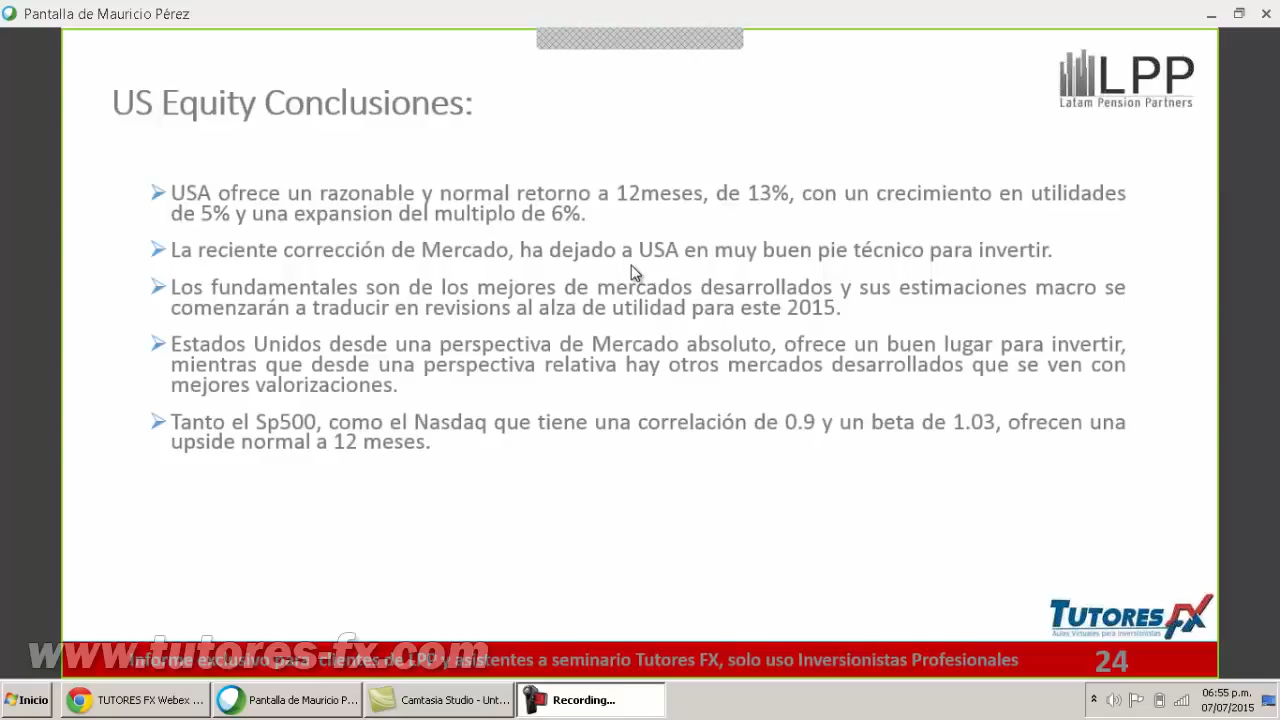 Pantalla de Mauricio Pérez
LPP
Latam Pension Partners
US Equity Conclusiones:
USA ofrece un razonable y normal retorno a 12meses, de 13%, con un crecimiento en utilidades
de 5% y una expansion del multiplo de 6%.
La reciente corrección de Mercado, ha dejado a USA en muy buen pie técnico para invertir.
Los fundamentales son de los mejores de mercados desarrollados y sus estimaciones macro se
comenzarán a traducir en revisions al alza de utilidad para este 2015.
Estados Unidos desde una perspectiva de Mercado absoluto, ofrece un buen lugar para invertir,
mientras que desde una perspectiva relativa hay otros mercados desarrollados que se ven con
mejores valorizaciones.
Tanto el Sp500, como el Nasdaq que tiene una correlación de 0.9 y un beta de 1.03, ofrecen una
upside normal a 12 meses.
TUTORES FX
Aulas Virtuales para Inversionistas
www.tutores-fx.com
Informe exclusivo para clientes de LPP y asistentes a seminario Tutores FX, solo uso Inversionistas Profesionales
24
Inicio
TUTORES FX Webex ...
Pantalla de Mauricio P...
Camtasia Studio - Unt...
Recording...
06:55 p.m.
07/07/2015